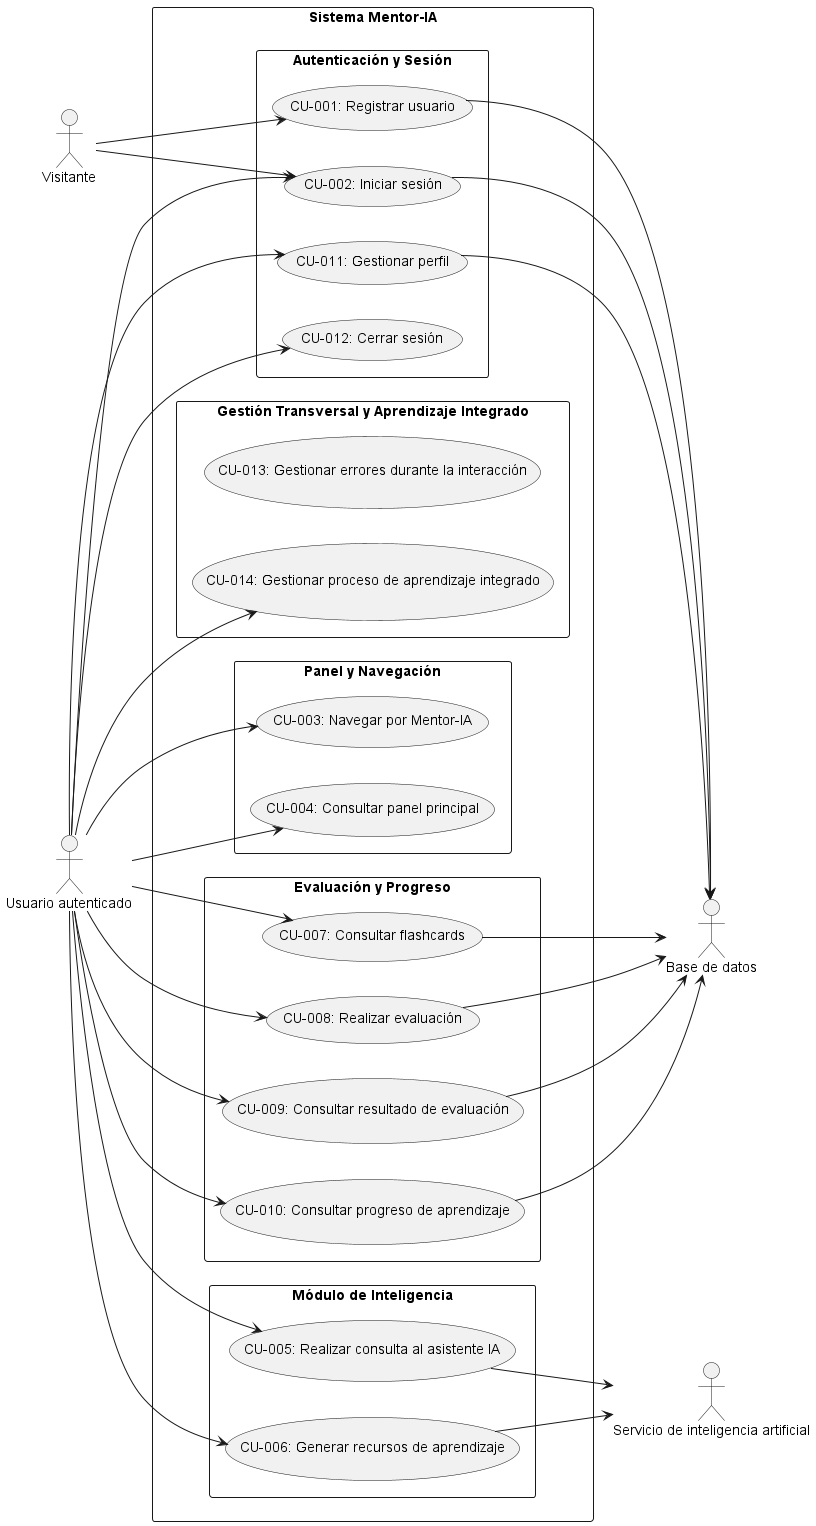 Sistema Mentor-IA
Autenticación y Sesión
CU-001: Registrar usuario
Visitante
CU-002: Iniciar sesión
CU-011: Gestionar perfil
CU-012: Cerrar sesión
Gestión Transversal y Aprendizaje Integrado
CU-013: Gestionar errores durante la interacción
CU-014: Gestionar proceso de aprendizaje integrado
Panel y Navegación
CU-003: Navegar por Mentor-IA
CU-004: Consultar panel principal
Usuario autenticado
Evaluación y Progreso
CU-007: Consultar flashcards
Base de datos
CU-008: Realizar evaluación
CU-009: Consultar resultado de evaluación
CU-010: Consultar progreso de aprendizaje
Módulo de Inteligencia
CU-005: Realizar consulta al asistente IA
Servicio de inteligencia artificial
CU-006: Generar recursos de aprendizaje